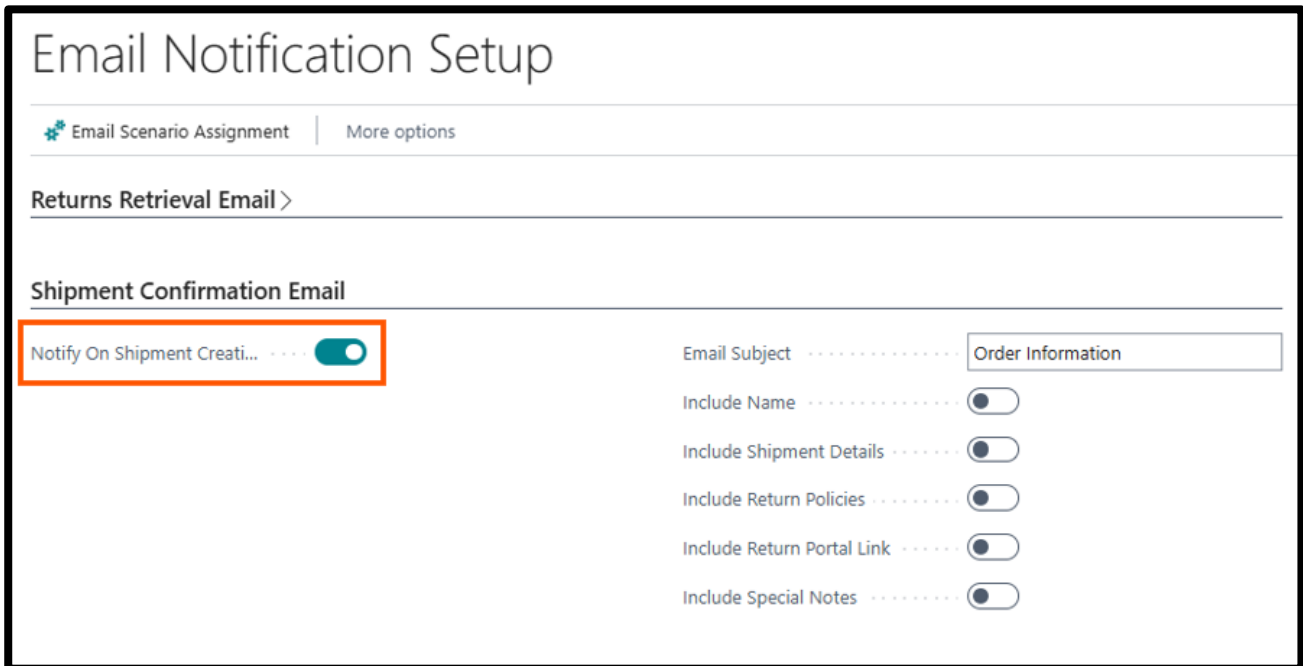 Email Notification Setup
Email Scenario Assignment
More options
Returns Retrieval Email >
Shipment Confirmation Email
Notify On Shipment Creati...
Email Subject
Order Information
Include Name
Include Shipment Details
Include Return Policies
Include Return Portal Link
Include Special Notes